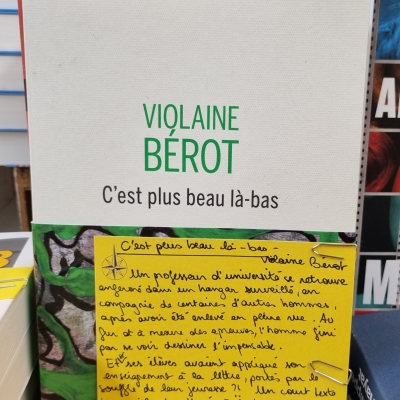 VIOLAINE
BÉROT
C'est plus beau là-bas
C'est plus beau là-bas -
Violaine Bérot
Un professeur d'université se retrouve
enfermé dans un hangar surveillé, en
compagnie de centaines d'autres hommes,
après avoir été enlevé en pleine rue. Au
fur et à mesure des épreuves, l'homme finit
par se voir dessiner l'impensable.
Et si ses élèves avaient appliqué son
enseignement à la lettre, portés par la
souffle de leur jeunesse ?! Un court texte
A
M